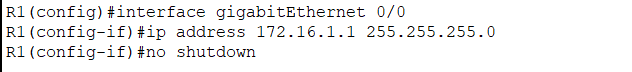 R1(config)#interface gigabitEthernet 0/0
R1(config-if)#ip address 172.16.1.1 255.255.255.0
R1(config-if)#no shutdown